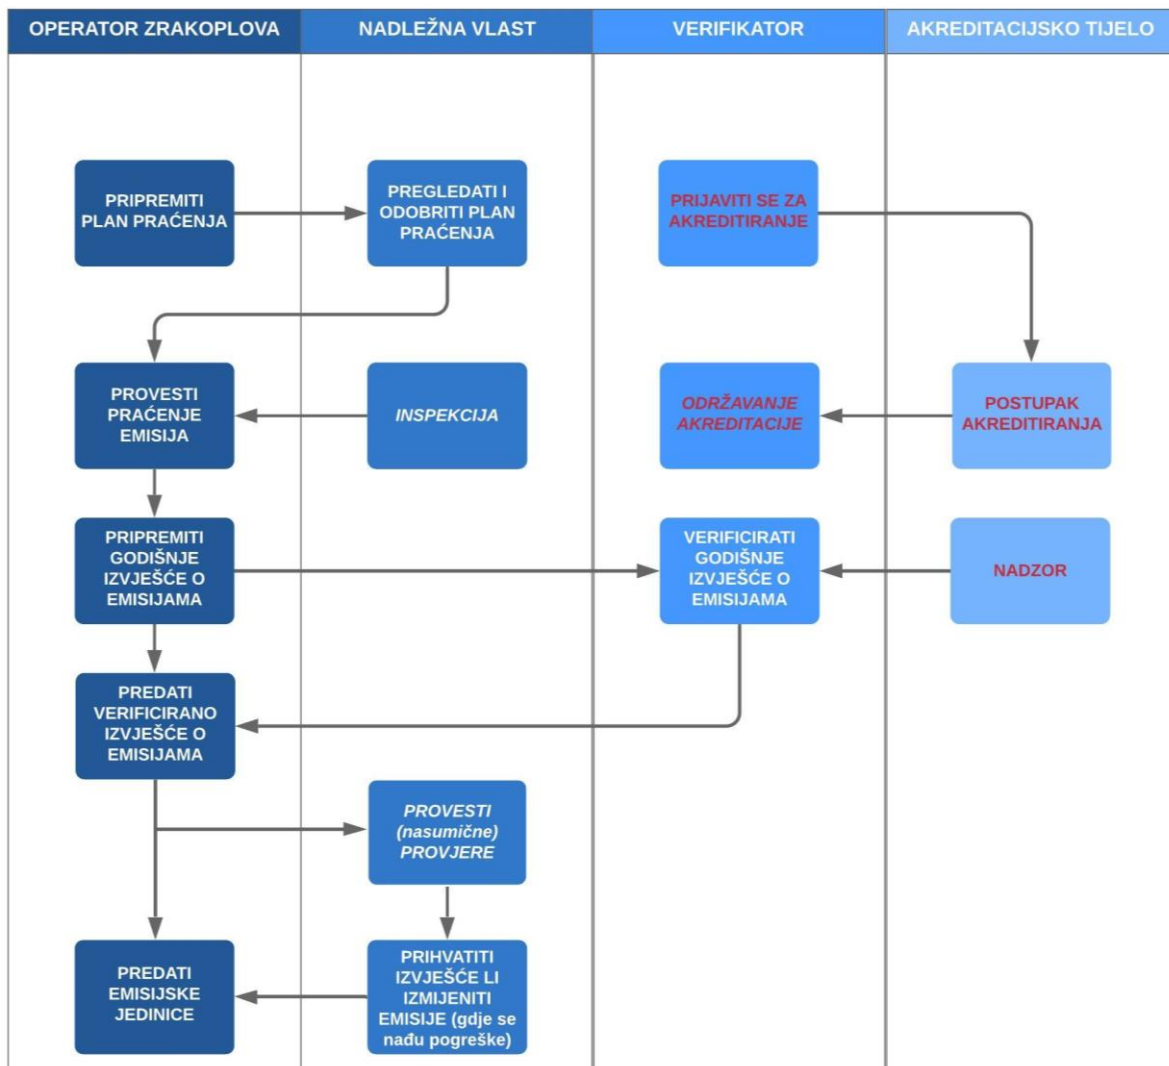 OPERATOR ZRAKOPLOVA
NADLEŽNA VLAST
VERIFIKATOR
AKREDITACIJSKO TIJELO
PRIPREMITI
PLAN PRAĆENJA
PREGLEDATI I
ODOBRITI PLAN
PRAĆENJA
PRIJAVITI SE ZA
AKREDITIRANJE
PROVESTI
PRAĆENJE
EMISIJA
INSPEKCIJA
ODRŽAVANJE
AKREDITACIJE
POSTUPAK
AKREDITIRANJA
PRIPREMITI
GODIŠNJE
IZVJEŠĆE O
EMISIJAMA
VERIFICIRATI
GODIŠNJE
IZVJEŠĆE O
EMISIJAMA
NADZOR
PREDATI
VERIFICIRANO
IZVJEŠĆE O
EMISIJAMA
PROVESTI
(nasumične)
PROVJERE
PREDATI
EMISIJSKE
JEDINICE
PRIHVATITI
IZVJEŠĆE LI
IZMIJENITI
EMISIJE (gdje se
nađu pogreške)